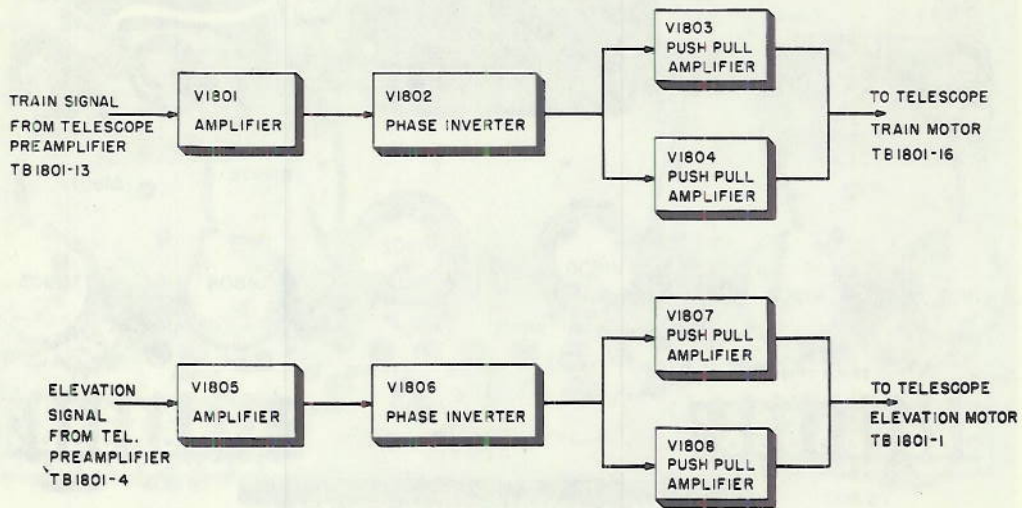 TRAIN SIGNAL
FROM TELESCOPE
PREAMPLIFIER
TB1801-13
V1801
AMPLIFIER
V1802
PHASE INVERTER
V1803
PUSH PULL
AMPLIFIER
V1804
PUSH PULL
AMPLIFIER
TO TELESCOPE
TRAIN MOTOR
TB1801-16
ELEVATION
SIGNAL
FROM TEL.
PREAMPLIFIER
TB1801-4
V1805
AMPLIFIER
V1806
PHASE INVERTER
V1807
PUSH PULL
AMPLIFIER
V1808
PUSH PULL
AMPLIFIER
TO TELESCOPE
ELEVATION MOTOR
TB1801-1